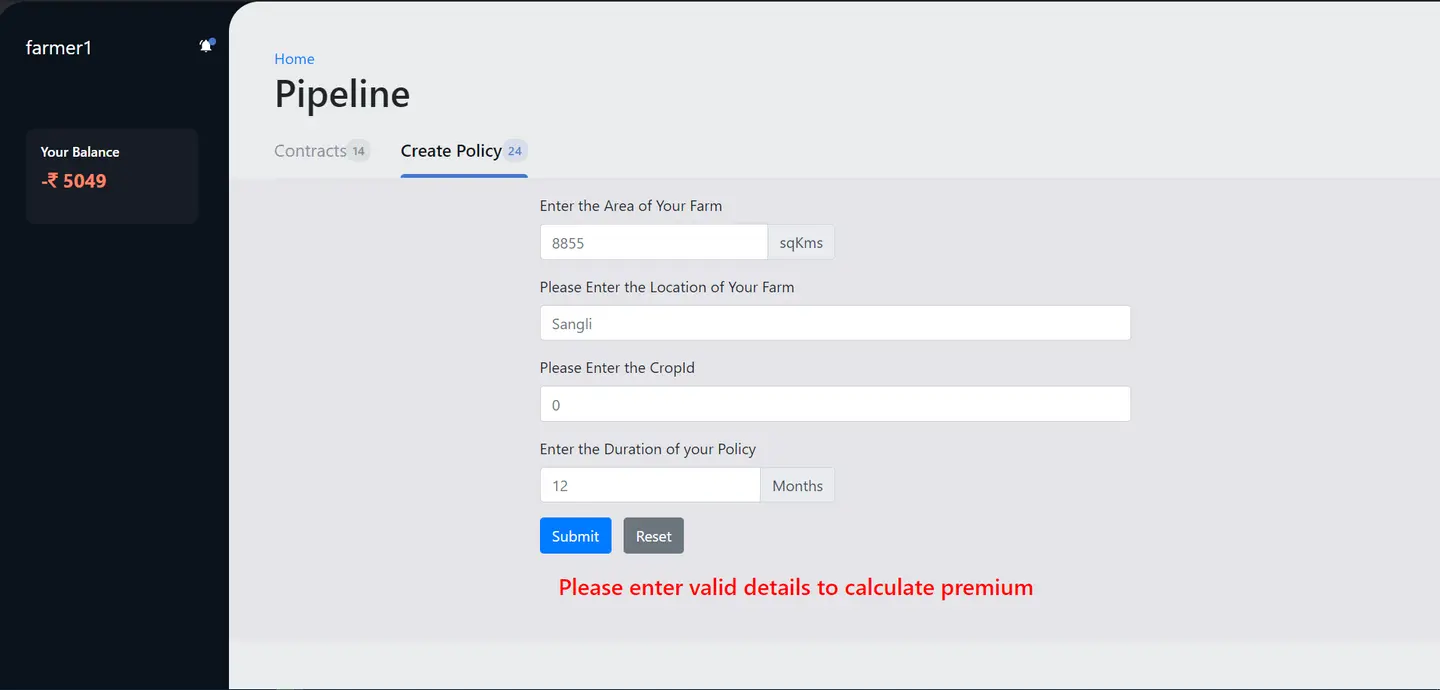 farmer1
Your Balance
-₹ 5049
Home
Pipeline
Contracts 14 Create Policy 24
Enter the Area of Your Farm
8855 sqKms
Please Enter the Location of Your Farm
Sangli
Please Enter the CropId
0
Enter the Duration of your Policy
12 Months
Submit Reset
Please enter valid details to calculate premium